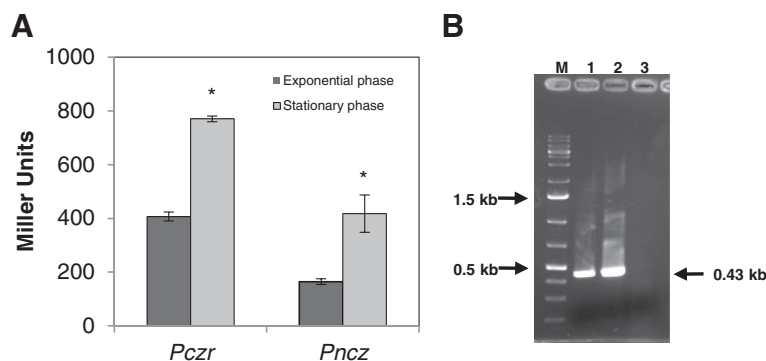 A
1000
800
600
400
200
0
Miller Units
Exponential phase
Stationary phase
*
*
Pczr
Pncz
B
M 1 2 3
1.5 kb
0.5 kb
0.43 kb